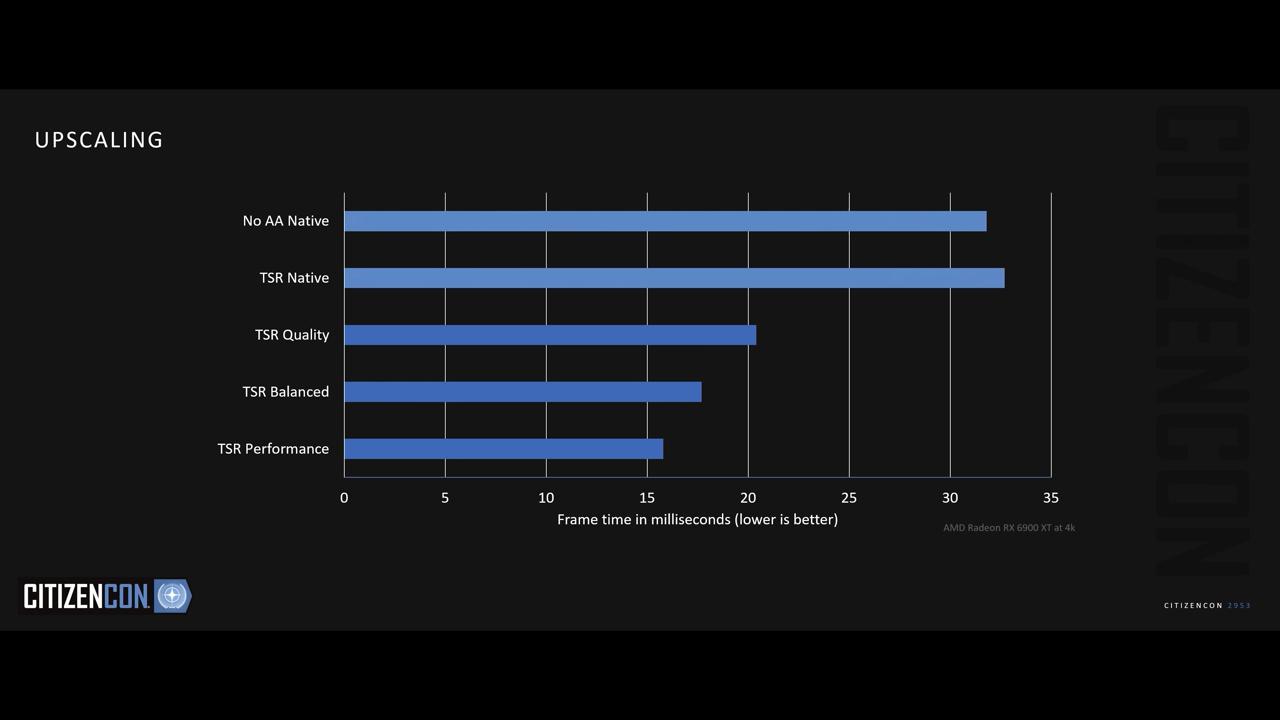 UPSCALING
No AA Native
TSR Native
TSR Quality
TSR Balanced
TSR Performance
0 5 10 15 20 25 30 35
Frame time in milliseconds (lower is better)
AMD Radeon RX 6900 XT at 4k
CITIZENCON
CITIZENCON
CITIZENCON 2953